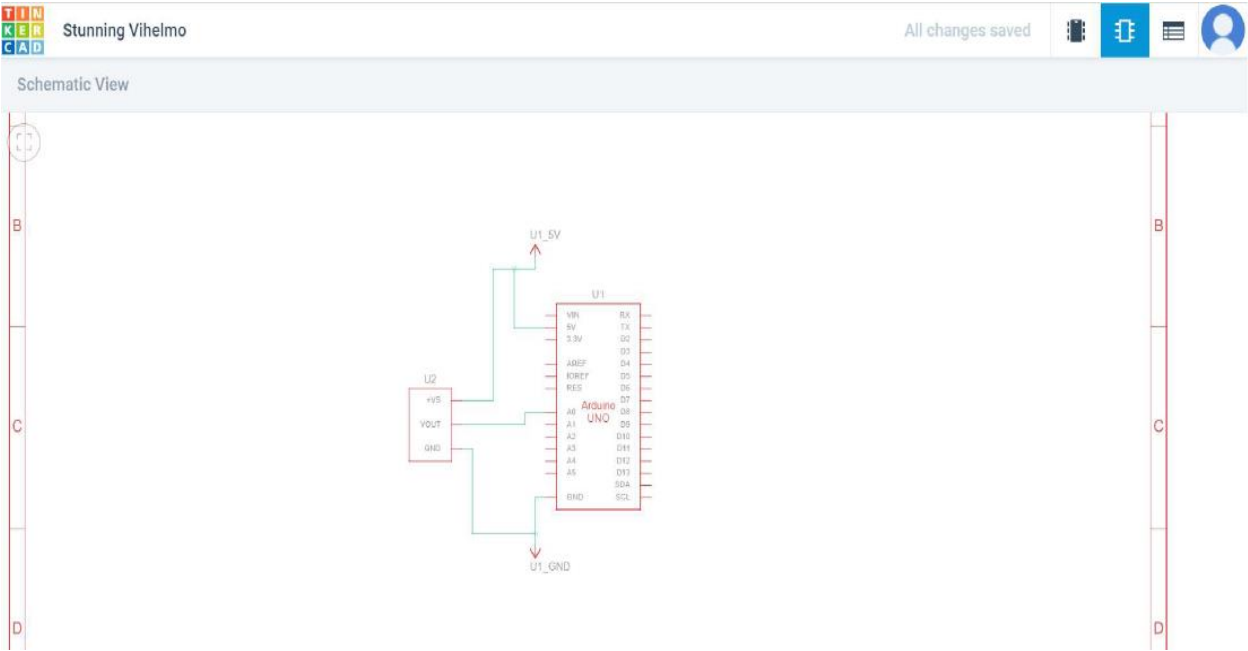 TIN
KER
CAD
Stunning Vihelmo
All changes saved
Schematic View
B
B
U1_5V
U1
VIN RX
5V TX
3.3V D2
D3
AREF D4
IOREF D5
RES D6
D7
A0 D8
Arduino
UNO
A1 D9
A2 D10
A3 D11
A4 D12
A5 D13
SDA
GND SCL
U2
+VS
VOUT
GND
C
C
U1_GND
D
D